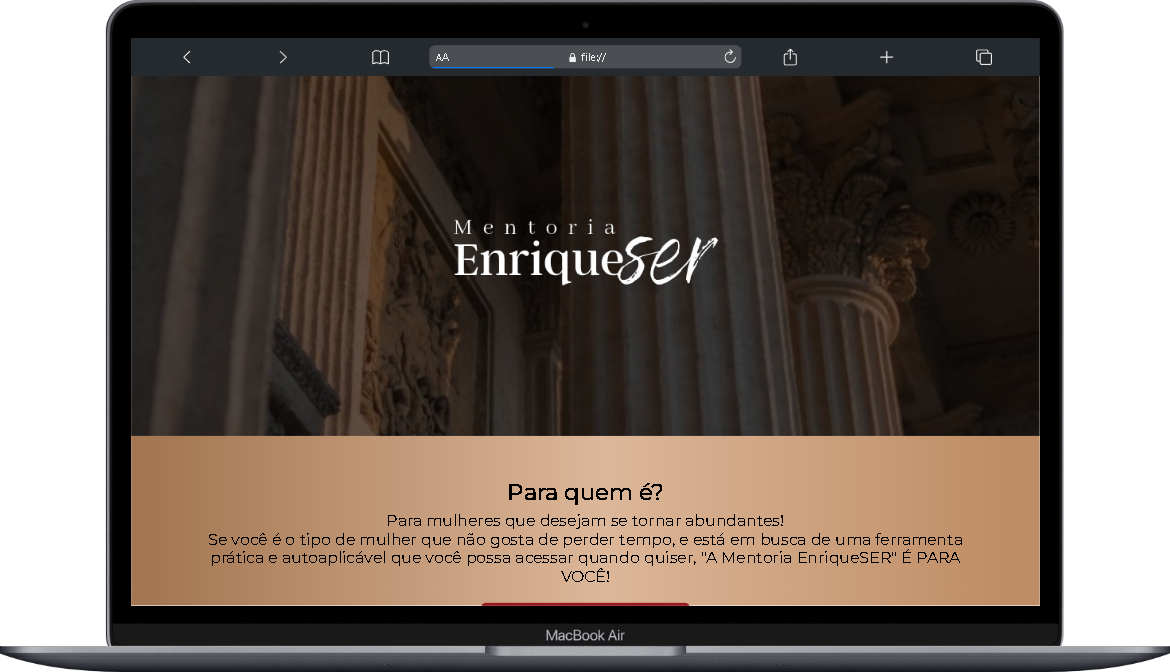 AA file://
Mentoria
EnriqueSer
Para quem é?
Para mulheres que desejam se tornar abundantes!
Se você é o tipo de mulher que não gosta de perder tempo, e está em busca de uma ferramenta
prática e autoaplicável que você possa acessar quando quiser, "A Mentoria EnriqueSER" É PARA
VOCÊ!
MacBook Air